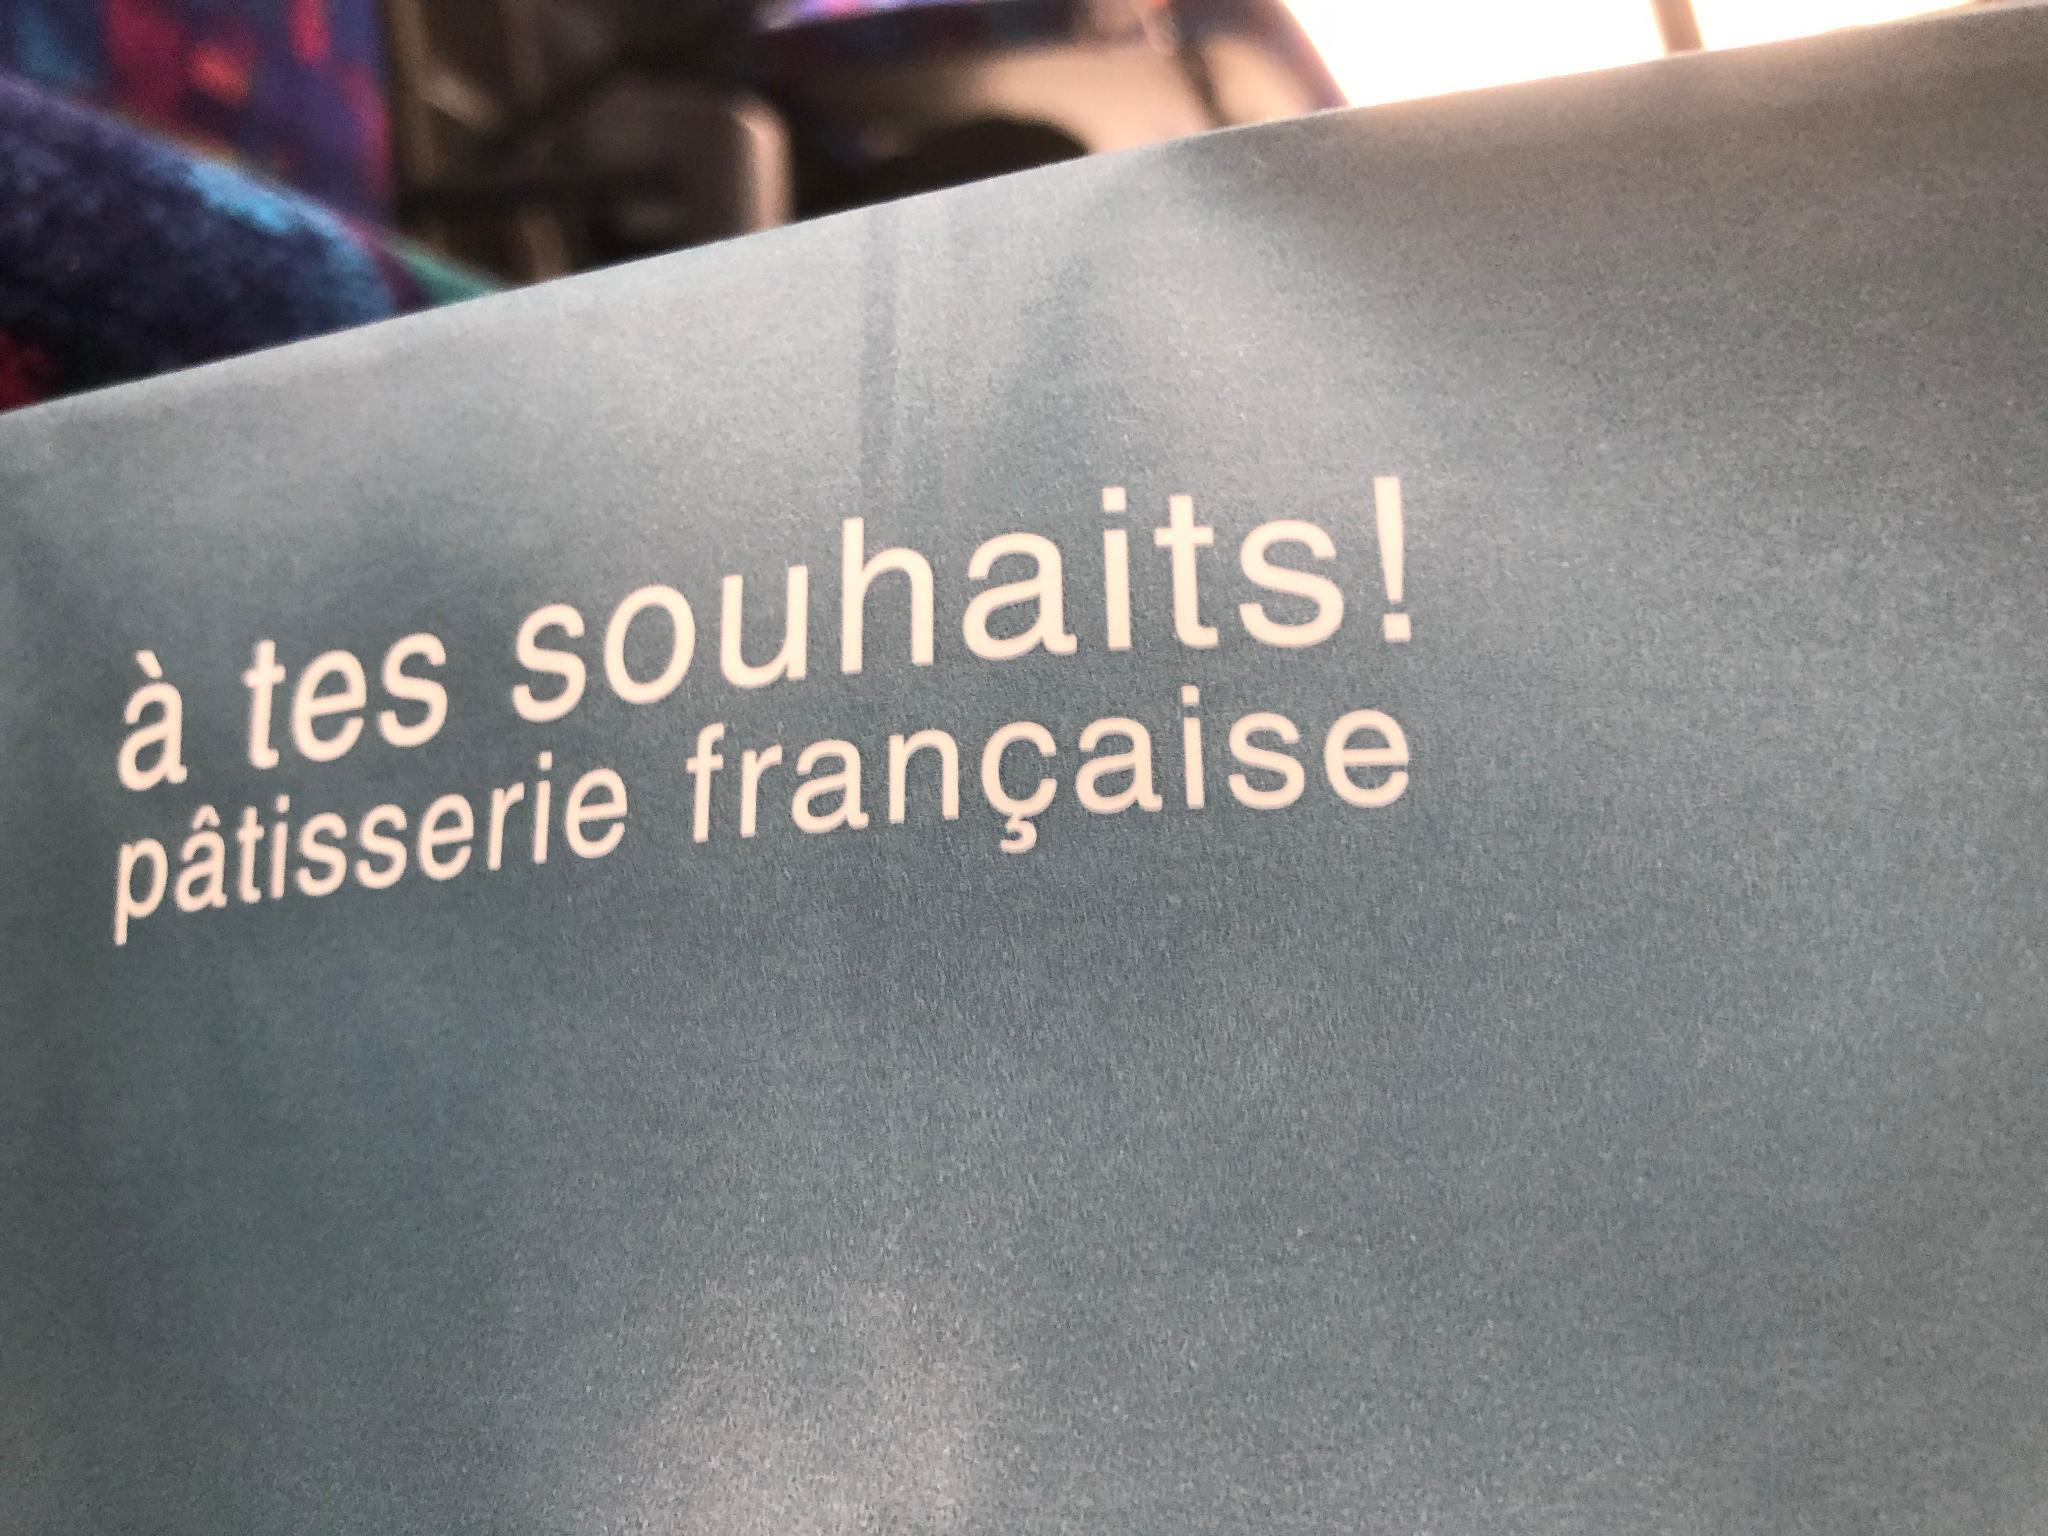 à tes souhaits!
pâtisserie française